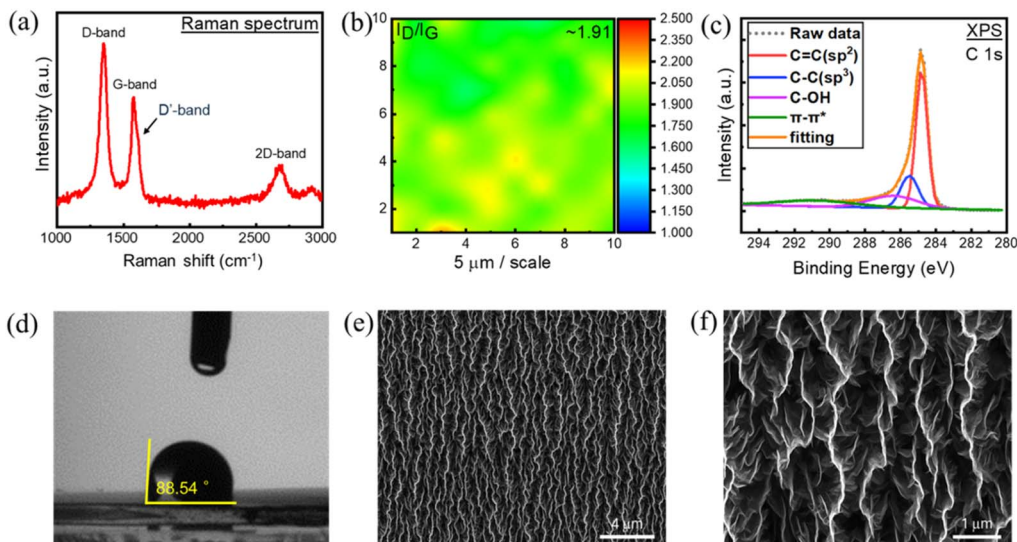 (a)
Raman spectrum
D-band
G-band
D'-band
2D-band
Intensity (a.u.)
1000 1500 2000 2500 3000
Raman shift (cm-1)
(b)
10
8
6
4
2
ID/IG ~1.91
2 4 6 8 10
5 μm / scale
2.500
2.350
2.200
2.050
1.900
1.750
1.600
1.450
1.300
1.150
1.000
(c)
XPS
C 1s
Raw data
C=C(sp2)
C-C(sp3)
C-OH
π-π*
fitting
Intensity (a.u.)
294 292 290 288 286 284 282 280
Binding Energy (eV)
(d)
88.54 °
(e)
4 μm
(f)
1 μm